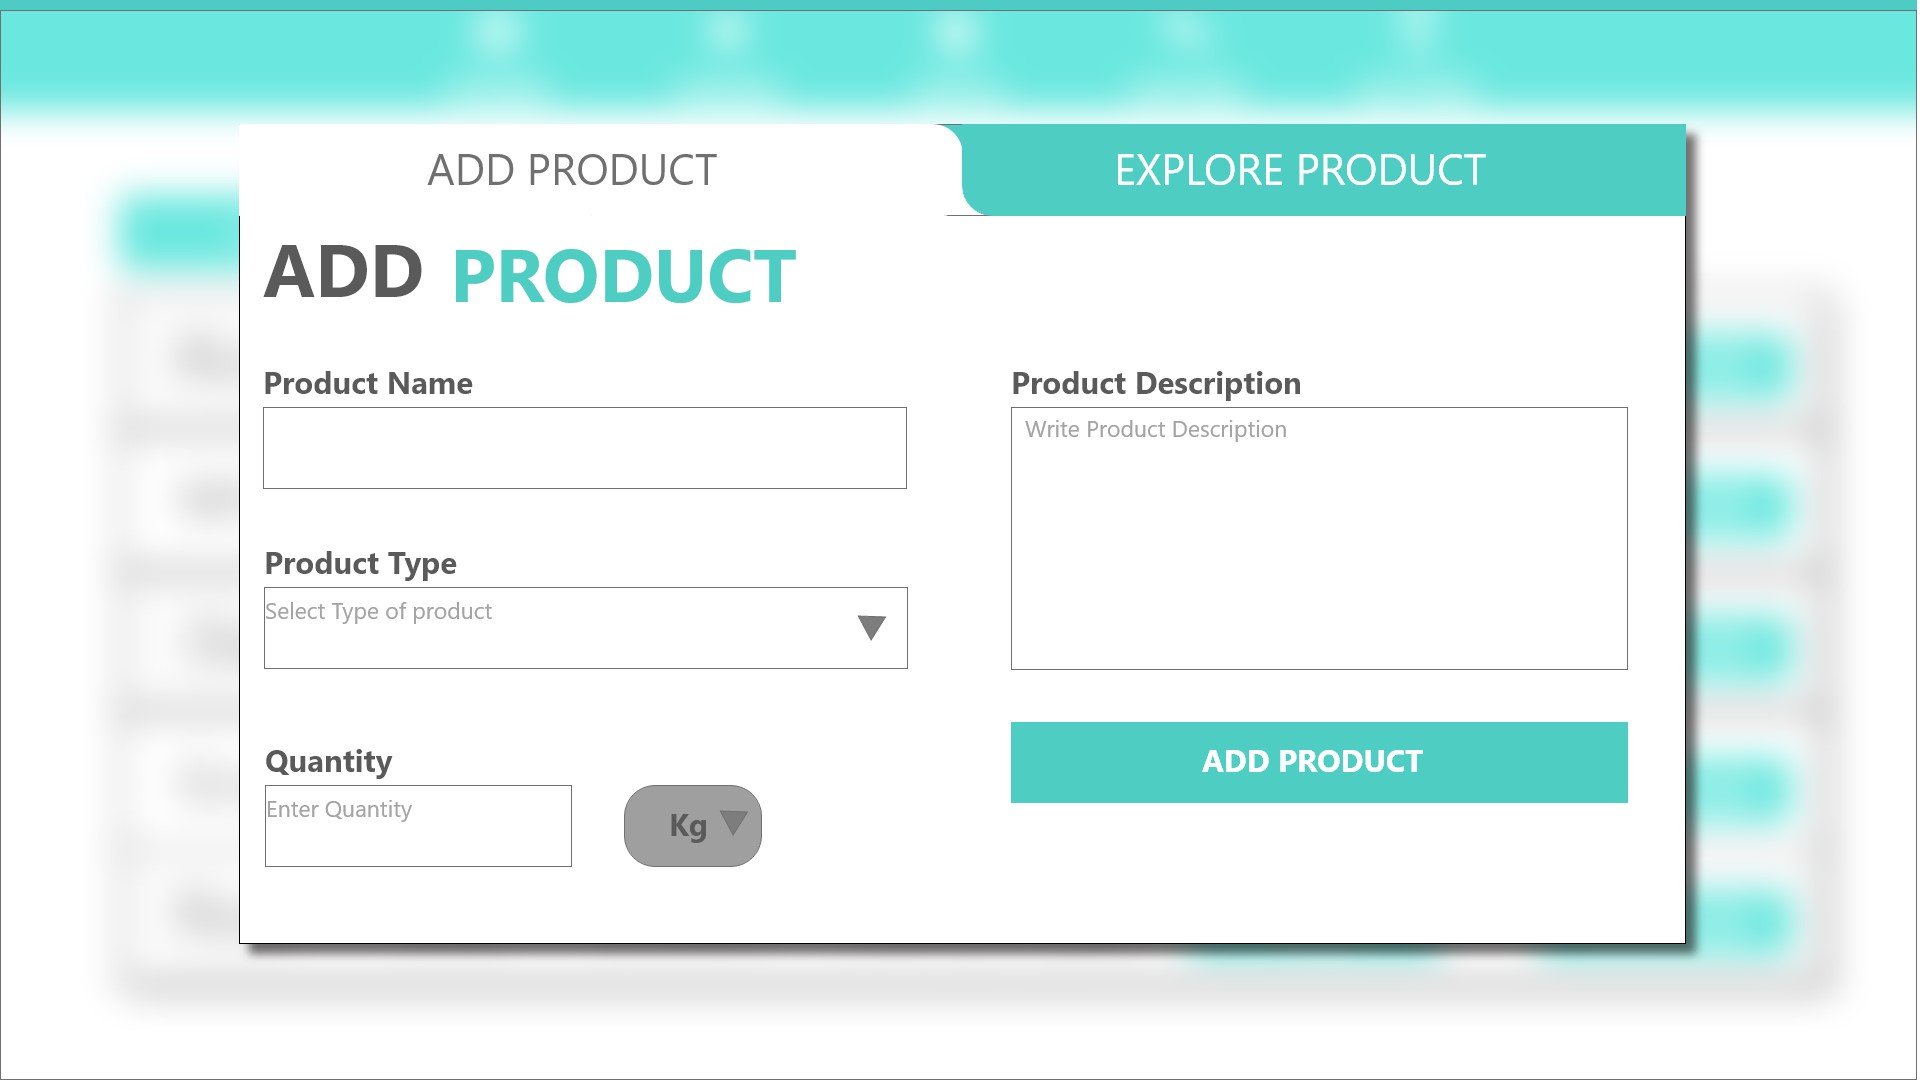 ADD PRODUCT
EXPLORE PRODUCT
ADD PRODUCT
Product Name
Product Type
Select Type of product
Quantity
Enter Quantity
Kg
Product Description
Write Product Description
ADD PRODUCT